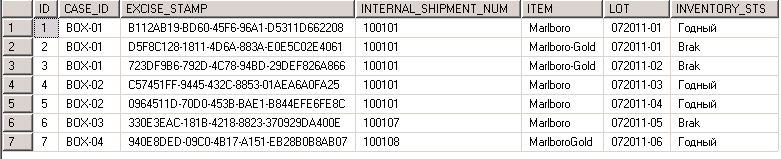 ID CASE_ID EXCISE_STAMP INTERNAL_SHIPMENT_NUM ITEM LOT INVENTORY_STS
1 1 BOX-01 B112AB19-BD60-45F6-96A1-D5311D662208 100101 Marlboro 072011-01 Годный
2 2 BOX-01 D5F8C128-1811-4D6A-883A-E0E5C02E4061 100101 Marlboro-Gold 072011-01 Brak
3 3 BOX-01 723DF9B6-792D-4C78-94BD-29DEF826A866 100101 Marlboro-Gold 072011-02 Brak
4 4 BOX-02 C57451FF-9445-432C-8853-01AEA6A0FA25 100101 Marlboro 072011-03 Годный
5 5 BOX-02 0964511D-70D0-453B-BAE1-B844EFE6FE8C 100101 Marlboro 072011-04 Годный
6 6 BOX-03 330E3EAC-181B-4218-8823-370929DA400E 100107 Marlboro 072011-05 Brak
7 7 BOX-04 940E8DED-09C0-4B17-A151-EB28B0B8AB07 100108 MarlboroGold 072011-06 Годный